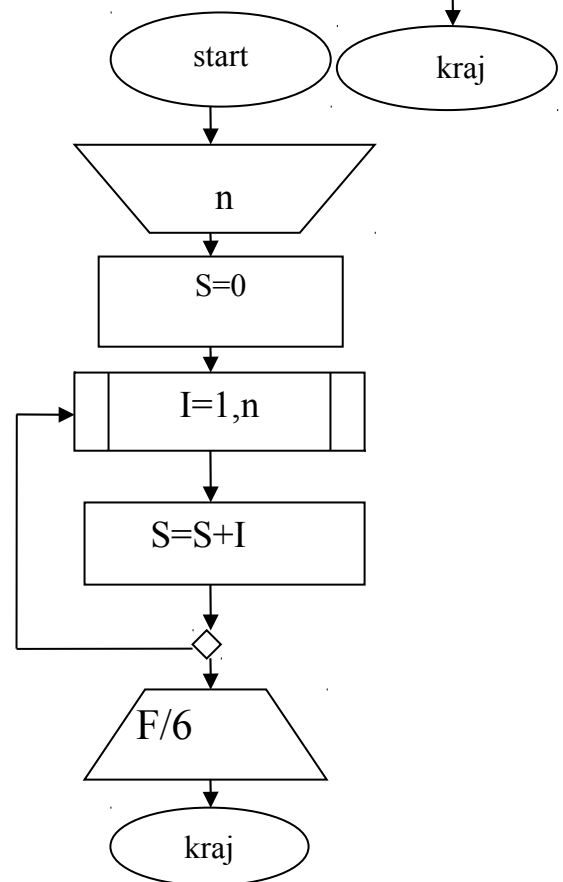 start
kraj
n
S=0
I=1,n
S=S+I
F/6
kraj